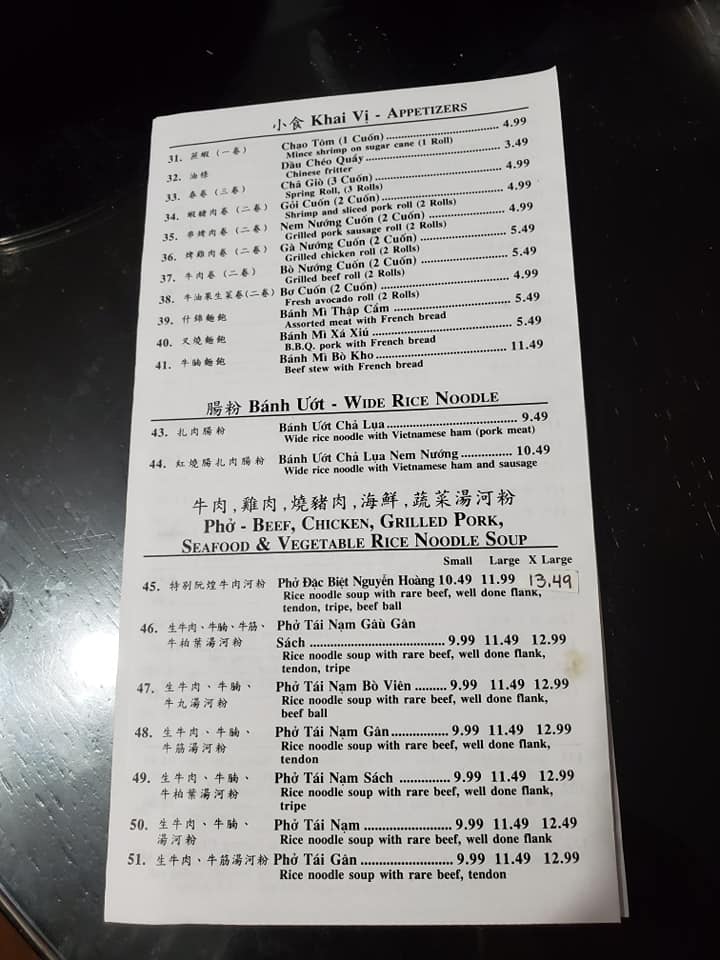 小食 Khai Vị - APPETIZERS
31. 蔗蝦 (一卷) Chạo Tôm (1 Cuốn) 4.99
Mince shrimp on sugar cane (1 Roll)
32. 油條 Dầu Chéo Quẩy 3.49
Chinese fritter
33. 春卷 (三卷) Chả Giò (3 Cuốn) 4.99
Spring Roll, (3 Rolls)
34. 蝦豬肉卷 (二卷) Gỏi Cuốn (2 Cuốn) 4.99
Shrimp and sliced pork roll (2 Rolls)
35. 串烤肉卷 (二卷) Nem Nướng Cuốn (2 Cuốn) 4.99
Grilled pork sausage roll (2 Rolls)
36. 烤雞肉卷 (二卷) Gà Nướng Cuốn (2 Cuốn) 5.49
Grilled chicken roll (2 Rolls)
37. 牛肉卷 (二卷) Bò Nướng Cuốn (2 Cuốn) 5.49
Grilled beef roll (2 Rolls)
38. 牛油果生菜卷(二卷) Bơ Cuốn (2 Cuốn) 4.99
Fresh avocado roll (2 Rolls)
39. 什錦麵飽 Bánh Mì Thập Cẩm 5.49
Assorted meat with French bread
40. 叉燒麵飽 Bánh Mì Xá Xíu 5.49
B.B.Q. pork with French bread
41. 牛腩麵飽 Bánh Mì Bò Kho 11.49
Beef stew with French bread
腸粉 Bánh Ướt - WIDE RICE NOODLE
43. 扎肉腸粉 Bánh Ướt Chả Lụa 9.49
Wide rice noodle with Vietnamese ham (pork meat)
44. 紅燒腸扎肉腸粉 Bánh Ướt Chả Lụa Nem Nướng 10.49
Wide rice noodle with Vietnamese ham and sausage
牛肉,雞肉,燒豬肉,海鮮,蔬菜湯河粉
Phở - BEEF, CHICKEN, GRILLED PORK,
SEAFOOD & VEGETABLE RICE NOODLE SOUP
Small Large X Large
45. 特別阮煌牛肉河粉 Phở Đặc Biệt Nguyễn Hoàng 10.49 11.99 13.49
Rice noodle soup with rare beef, well done flank,
tendon, tripe, beef ball
46. 生牛肉、牛腩、牛筋、 Phở Tái Nạm Gầu Gân
牛柏葉湯河粉 Sách 9.99 11.49 12.99
Rice noodle soup with rare beef, well done flank,
tendon, tripe
47. 生牛肉、牛腩、 Phở Tái Nạm Bò Viên 9.99 11.49 12.99
牛丸湯河粉 Rice noodle soup with rare beef, well done flank,
beef ball
48. 生牛肉、牛腩、 Phở Tái Nạm Gân 9.99 11.49 12.99
牛筋湯河粉 Rice noodle soup with rare beef, well done flank,
tendon
49. 生牛肉、牛腩、 Phở Tái Nạm Sách 9.99 11.49 12.99
牛柏葉湯河粉 Rice noodle soup with rare beef, well done flank,
tripe
50. 生牛肉、牛腩、 Phở Tái Nạm 9.99 11.49 12.49
湯河粉 Rice noodle soup with rare beef, well done flank
51. 生牛肉、牛筋湯河粉 Phở Tái Gân 9.99 11.49 12.99
Rice noodle soup with rare beef, tendon